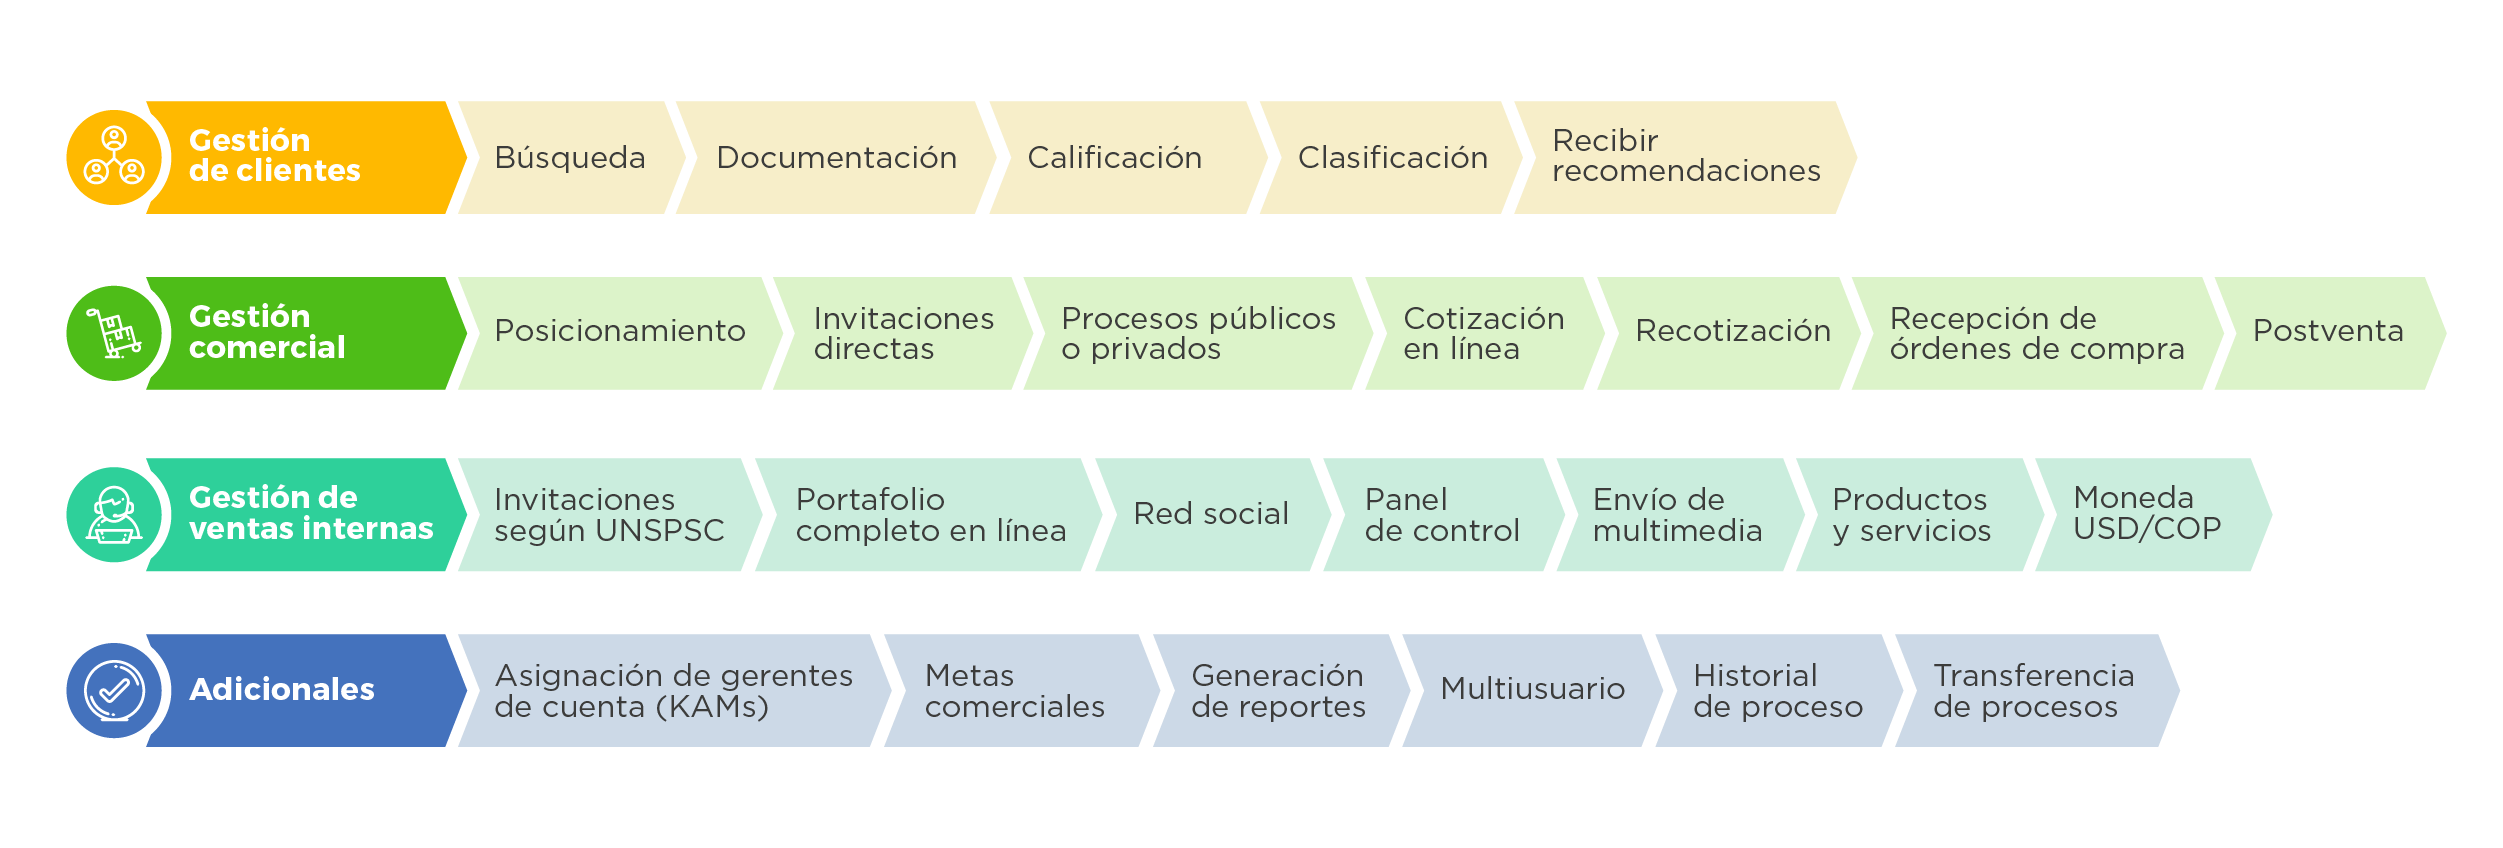 Gestión
de clientes
Búsqueda
Documentación
Calificación
Clasificación
Recibir
recomendaciones
Gestión
comercial
Posicionamiento
Invitaciones
directas
Procesos públicos
o privados
Cotización
en línea
Recotización
Recepción de
órdenes de compra
Postventa
Gestión de
ventas internas
Invitaciones
según UNSPSC
Portafolio
completo en línea
Red social
Panel
de control
Envío de
multimedia
Productos
y servicios
Moneda
USD/COP
Adicionales
Asignación de gerentes
de cuenta (KAMs)
Metas
comerciales
Generación
de reportes
Multiusuario
Historial
de proceso
Transferencia
de procesos